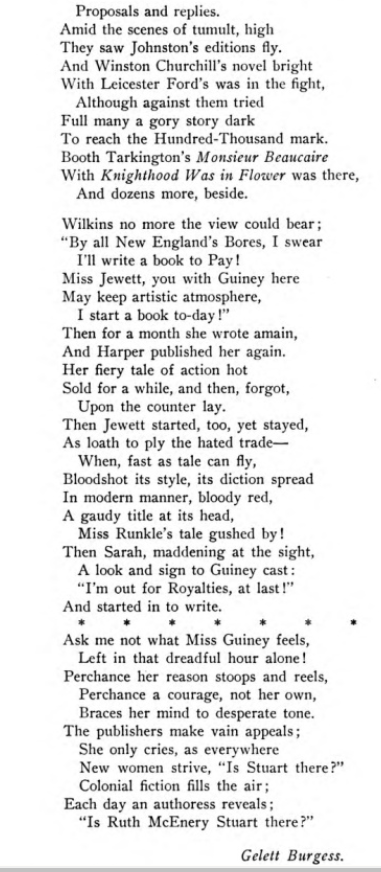 Proposals and replies.
Amid the scenes of tumult, high
They saw Johnston's editions fly.
And Winston Churchill's novel bright
With Leicester Ford's was in the fight,
Although against them tried
Full many a gory story dark
To reach the Hundred-Thousand mark.
Booth Tarkington's Monsieur Beaucaire
With Knighthood Was in Flower was there,
And dozens more, beside.
Wilkins no more the view could bear;
"By all New England's Bores, I swear
I'll write a book to Pay!
Miss Jewett, you with Guiney here
May keep artistic atmosphere,
I start a book to-day!"
Then for a month she wrote amain,
And Harper published her again.
Her fiery tale of action hot
Sold for a while, and then, forgot,
Upon the counter lay.
Then Jewett started, too, yet stayed,
As loath to ply the hated trade—
When, fast as tale can fly,
Bloodshot its style, its diction spread
In modern manner, bloody red,
A gaudy title at its head,
Miss Runkle's tale gushed by!
Then Sarah, maddening at the sight,
A look and sign to Guiney cast:
"I'm out for Royalties, at last!"
And started in to write.
* * * * * * *
Ask me not what Miss Guiney feels,
Left in that dreadful hour alone!
Perchance her reason stoops and reels,
Perchance a courage, not her own,
Braces her mind to desperate tone.
The publishers make vain appeals;
She only cries, as everywhere
New women strive, "Is Stuart there?"
Colonial fiction fills the air;
Each day an authoress reveals;
"Is Ruth McEnery Stuart there?"
Gelett Burgess.